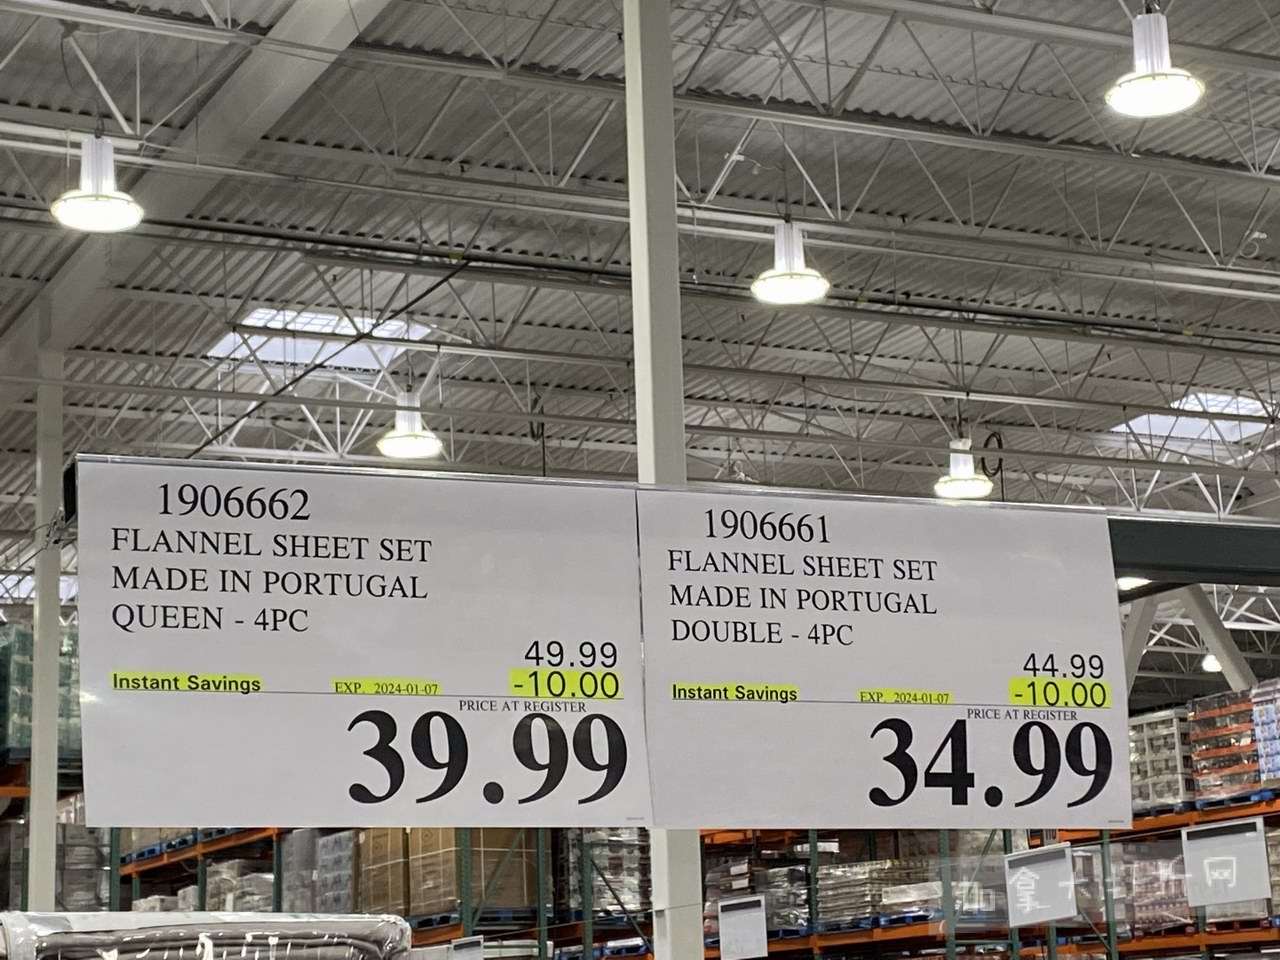 1906662
FLANNEL SHEET SET
MADE IN PORTUGAL
QUEEN - 4PC
49.99
Instant Savings EXP. 2024-01-07 -10.00
PRICE AT REGISTER
39.99
1906661
FLANNEL SHEET SET
MADE IN PORTUGAL
DOUBLE - 4PC
44.99
Instant Savings EXP. 2024-01-07 -10.00
PRICE AT REGISTER
34.99